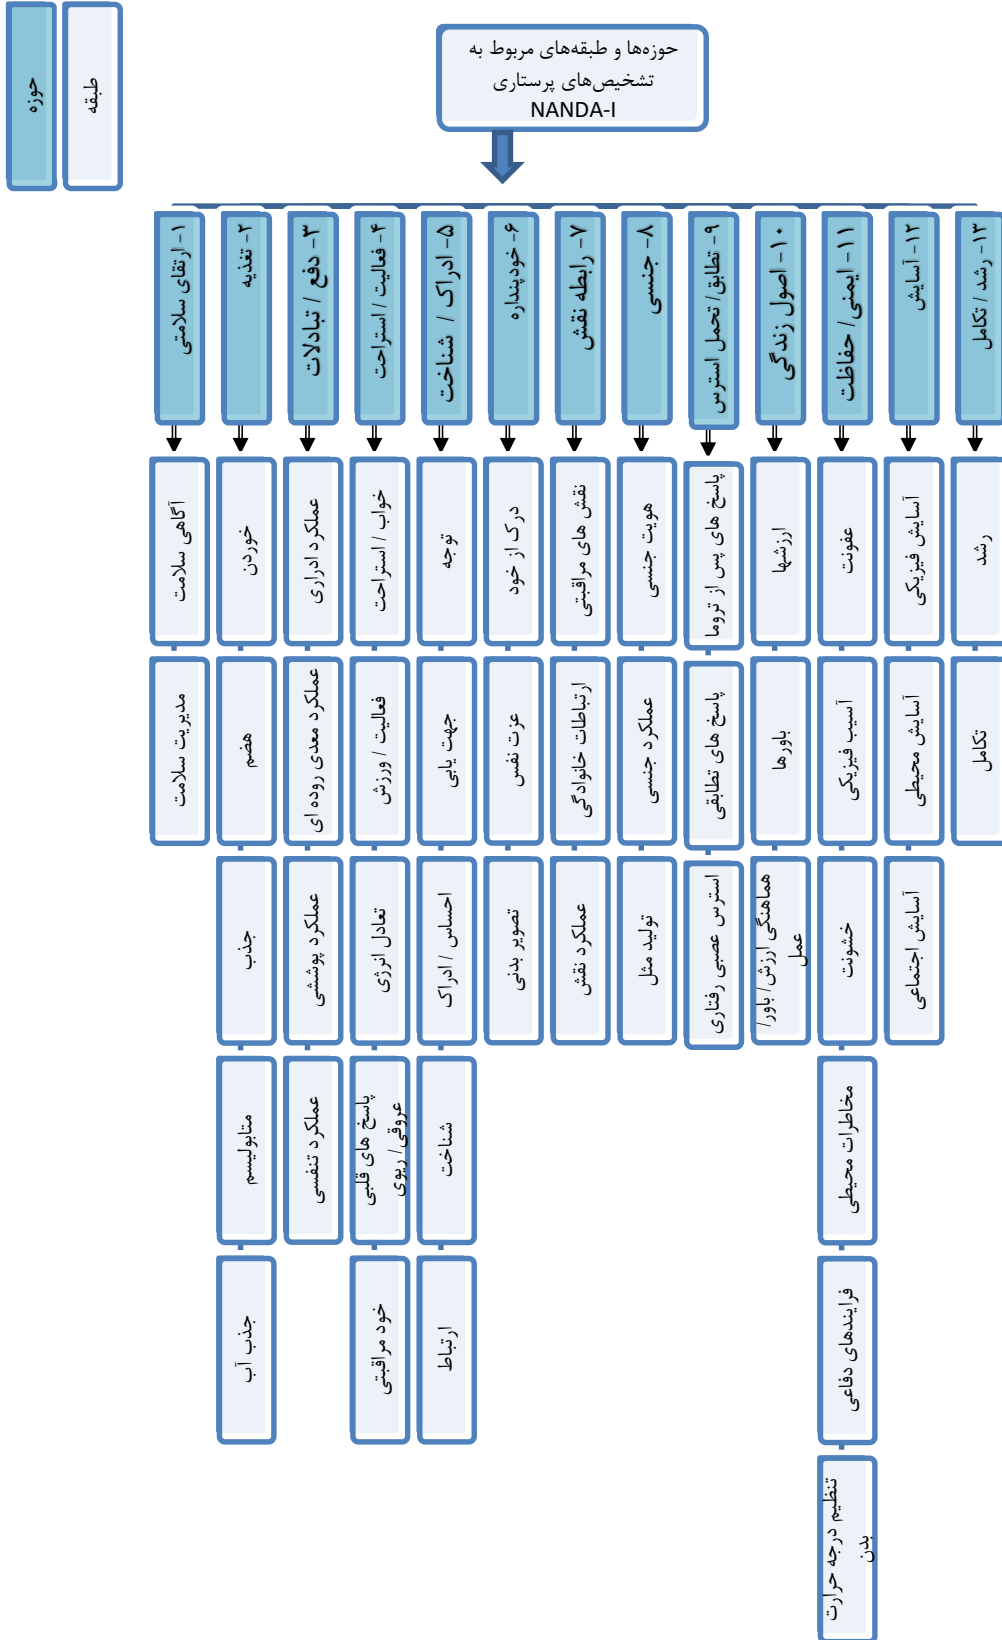 حوزه
طبقه
حوزه‌ها و طبقه‌های مربوط به
تشخیص‌های پرستاری
NANDA-I
۱- ارتقای سلامتی
آگاهی سلامت
مدیریت سلامت
۲- تغذیه
خوردن
هضم
جذب
متابولیسم
جذب آب
۳- دفع / تبادلات
عملکرد ادراری
عملکرد معدی روده ای
عملکرد پوششی
عملکرد تنفسی
۴- فعالیت / استراحت
خواب / استراحت
فعالیت / ورزش
تعادل انرژی
پاسخ های قلبی
عروقی/ ریوی
خود مراقبتی
۵- ادراک / شناخت
توجه
جهت یابی
احساس / ادراک
شناخت
ارتباط
۶- خودپنداره
درک از خود
عزت نفس
تصویر بدنی
۷- رابطه نقش
نقش های مراقبتی
ارتباطات خانوادگی
عملکرد نقش
۸- جنسی
هویت جنسی
عملکرد جنسی
تولید مثل
۹- تطابق/ تحمل استرس
پاسخ های پس از تروما
پاسخ های تطابقی
استرس عصبی رفتاری
۱۰- اصول زندگی
ارزشها
باورها
هماهنگی ارزش/ باور/
عمل
۱۱- ایمنی/ حفاظت
عفونت
آسیب فیزیکی
خشونت
مخاطرات محیطی
فرایندهای دفاعی
تنظیم درجه حرارت
بدن
۱۲- آسایش
آسایش فیزیکی
آسایش محیطی
آسایش اجتماعی
۱۳- رشد / تکامل
رشد
تکامل